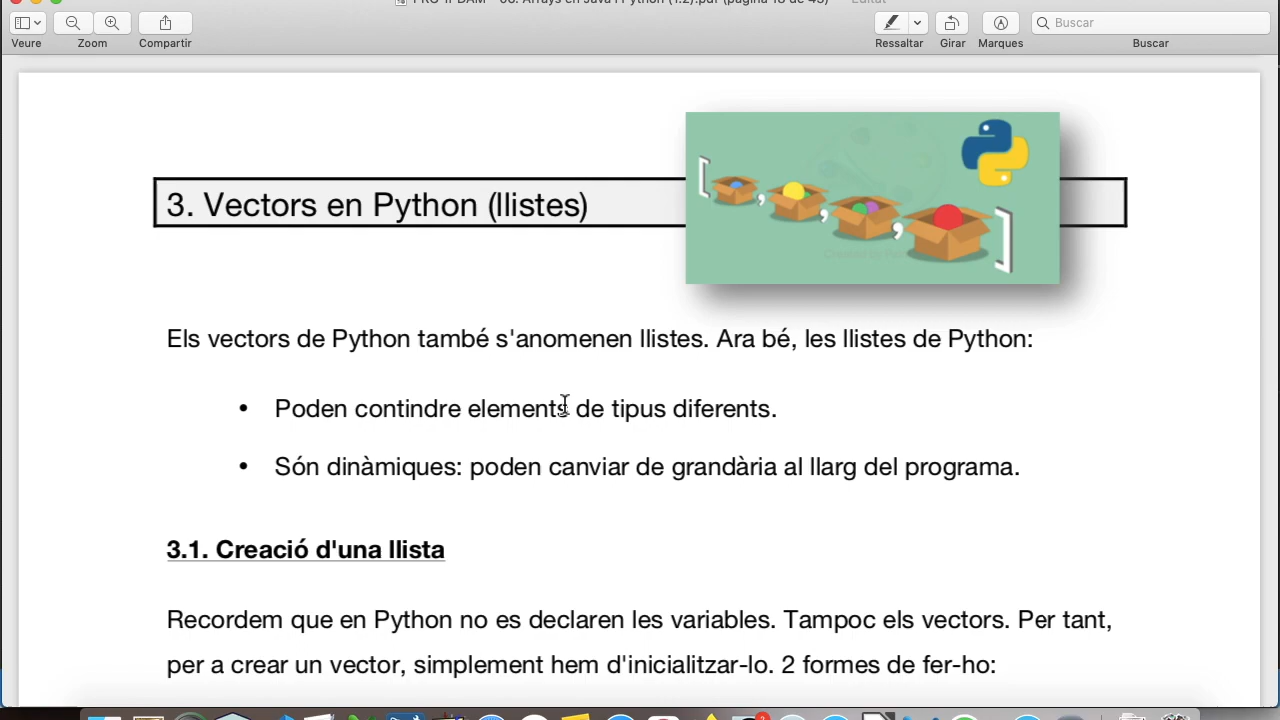 Veure
Zoom
Compartir
Ressaltar
Girar
Marques
Buscar
Buscar
3. Vectors en Python (llistes)
[ , , , ]
Els vectors de Python també s'anomenen llistes. Ara bé, les llistes de Python:
• Poden contindre elements de tipus diferents.
• Són dinàmiques: poden canviar de grandària al llarg del programa.
3.1. Creació d'una llista
Recordem que en Python no es declaren les variables. Tampoc els vectors. Per tant,
per a crear un vector, simplement hem d'inicialitzar-lo. 2 formes de fer-ho: